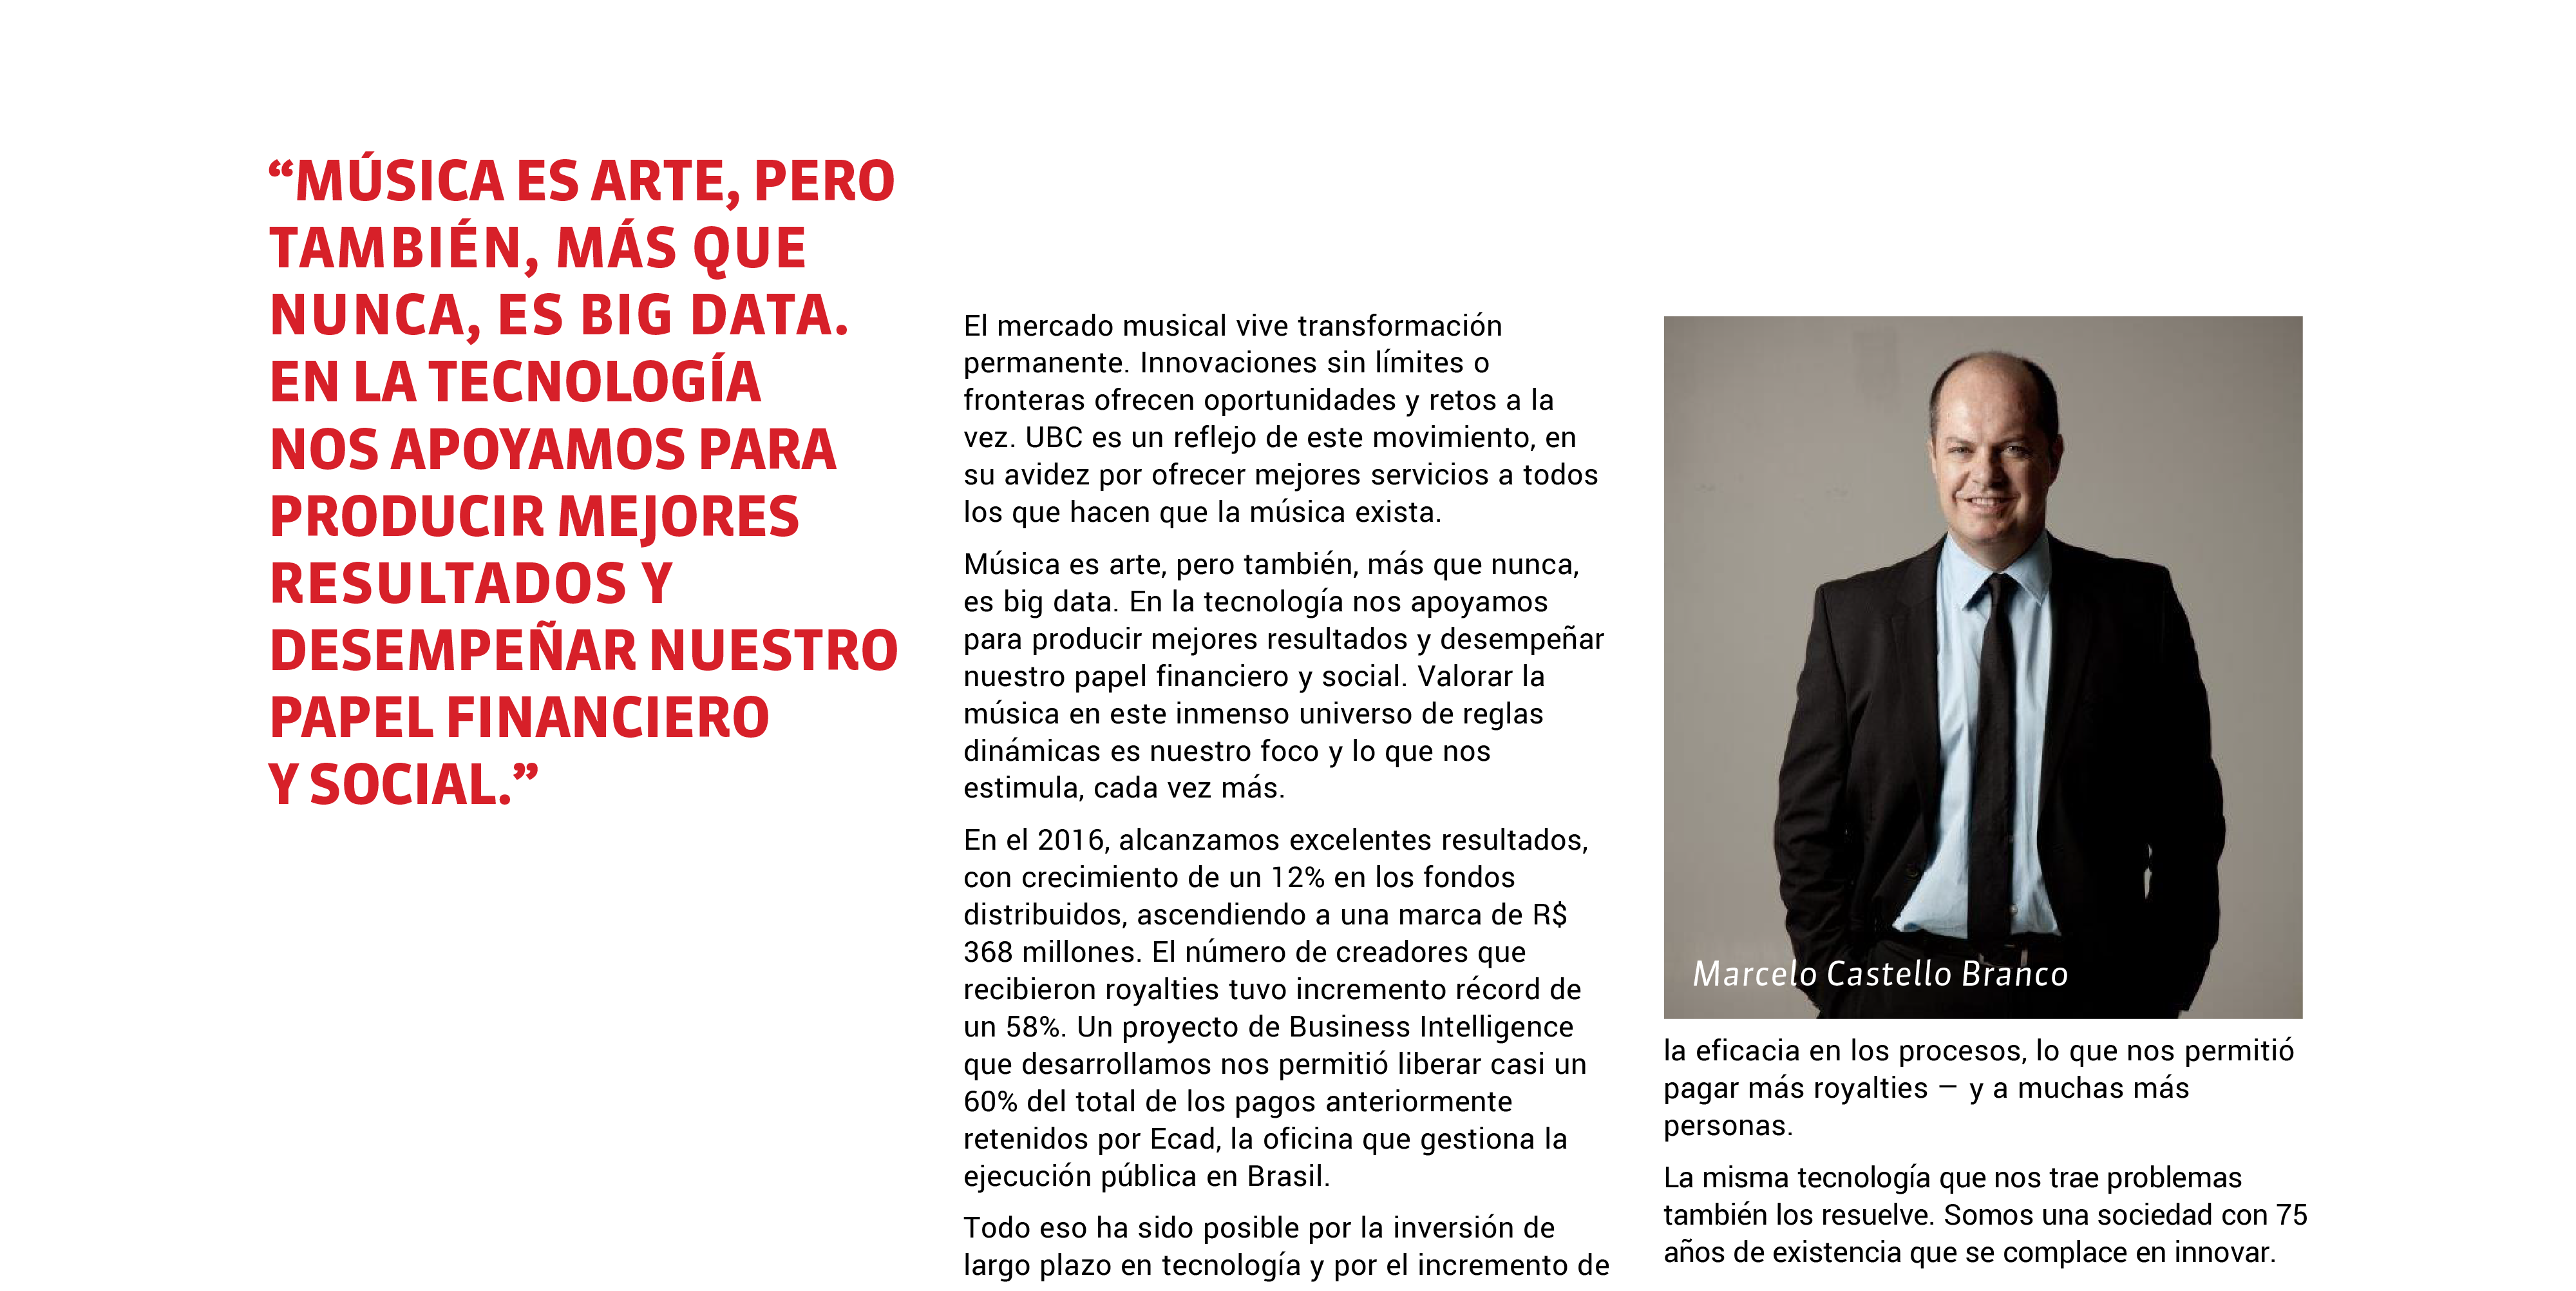 “MÚSICA ES ARTE, PERO
TAMBIÉN, MÁS QUE
NUNCA, ES BIG DATA.
EN LA TECNOLOGÍA
NOS APOYAMOS PARA
PRODUCIR MEJORES
RESULTADOS Y
DESEMPEÑAR NUESTRO
PAPEL FINANCIERO
Y SOCIAL.”
El mercado musical vive transformación
permanente. Innovaciones sin límites o
fronteras ofrecen oportunidades y retos a la
vez. UBC es un reflejo de este movimiento, en
su avidez por ofrecer mejores servicios a todos
los que hacen que la música exista.
Música es arte, pero también, más que nunca,
es big data. En la tecnología nos apoyamos
para producir mejores resultados y desempeñar
nuestro papel financiero y social. Valorar la
música en este inmenso universo de reglas
dinámicas es nuestro foco y lo que nos
estimula, cada vez más.
En el 2016, alcanzamos excelentes resultados,
con crecimiento de un 12% en los fondos
distribuidos, ascendiendo a una marca de R$
368 millones. El número de creadores que
recibieron royalties tuvo incremento récord de
un 58%. Un proyecto de Business Intelligence
que desarrollamos nos permitió liberar casi un
60% del total de los pagos anteriormente
retenidos por Ecad, la oficina que gestiona la
ejecución pública en Brasil.
Todo eso ha sido posible por la inversión de
largo plazo en tecnología y por el incremento de
Marcelo Castello Branco
la eficacia en los procesos, lo que nos permitió
pagar más royalties — y a muchas más
personas.
La misma tecnología que nos trae problemas
también los resuelve. Somos una sociedad con 75
años de existencia que se complace en innovar.